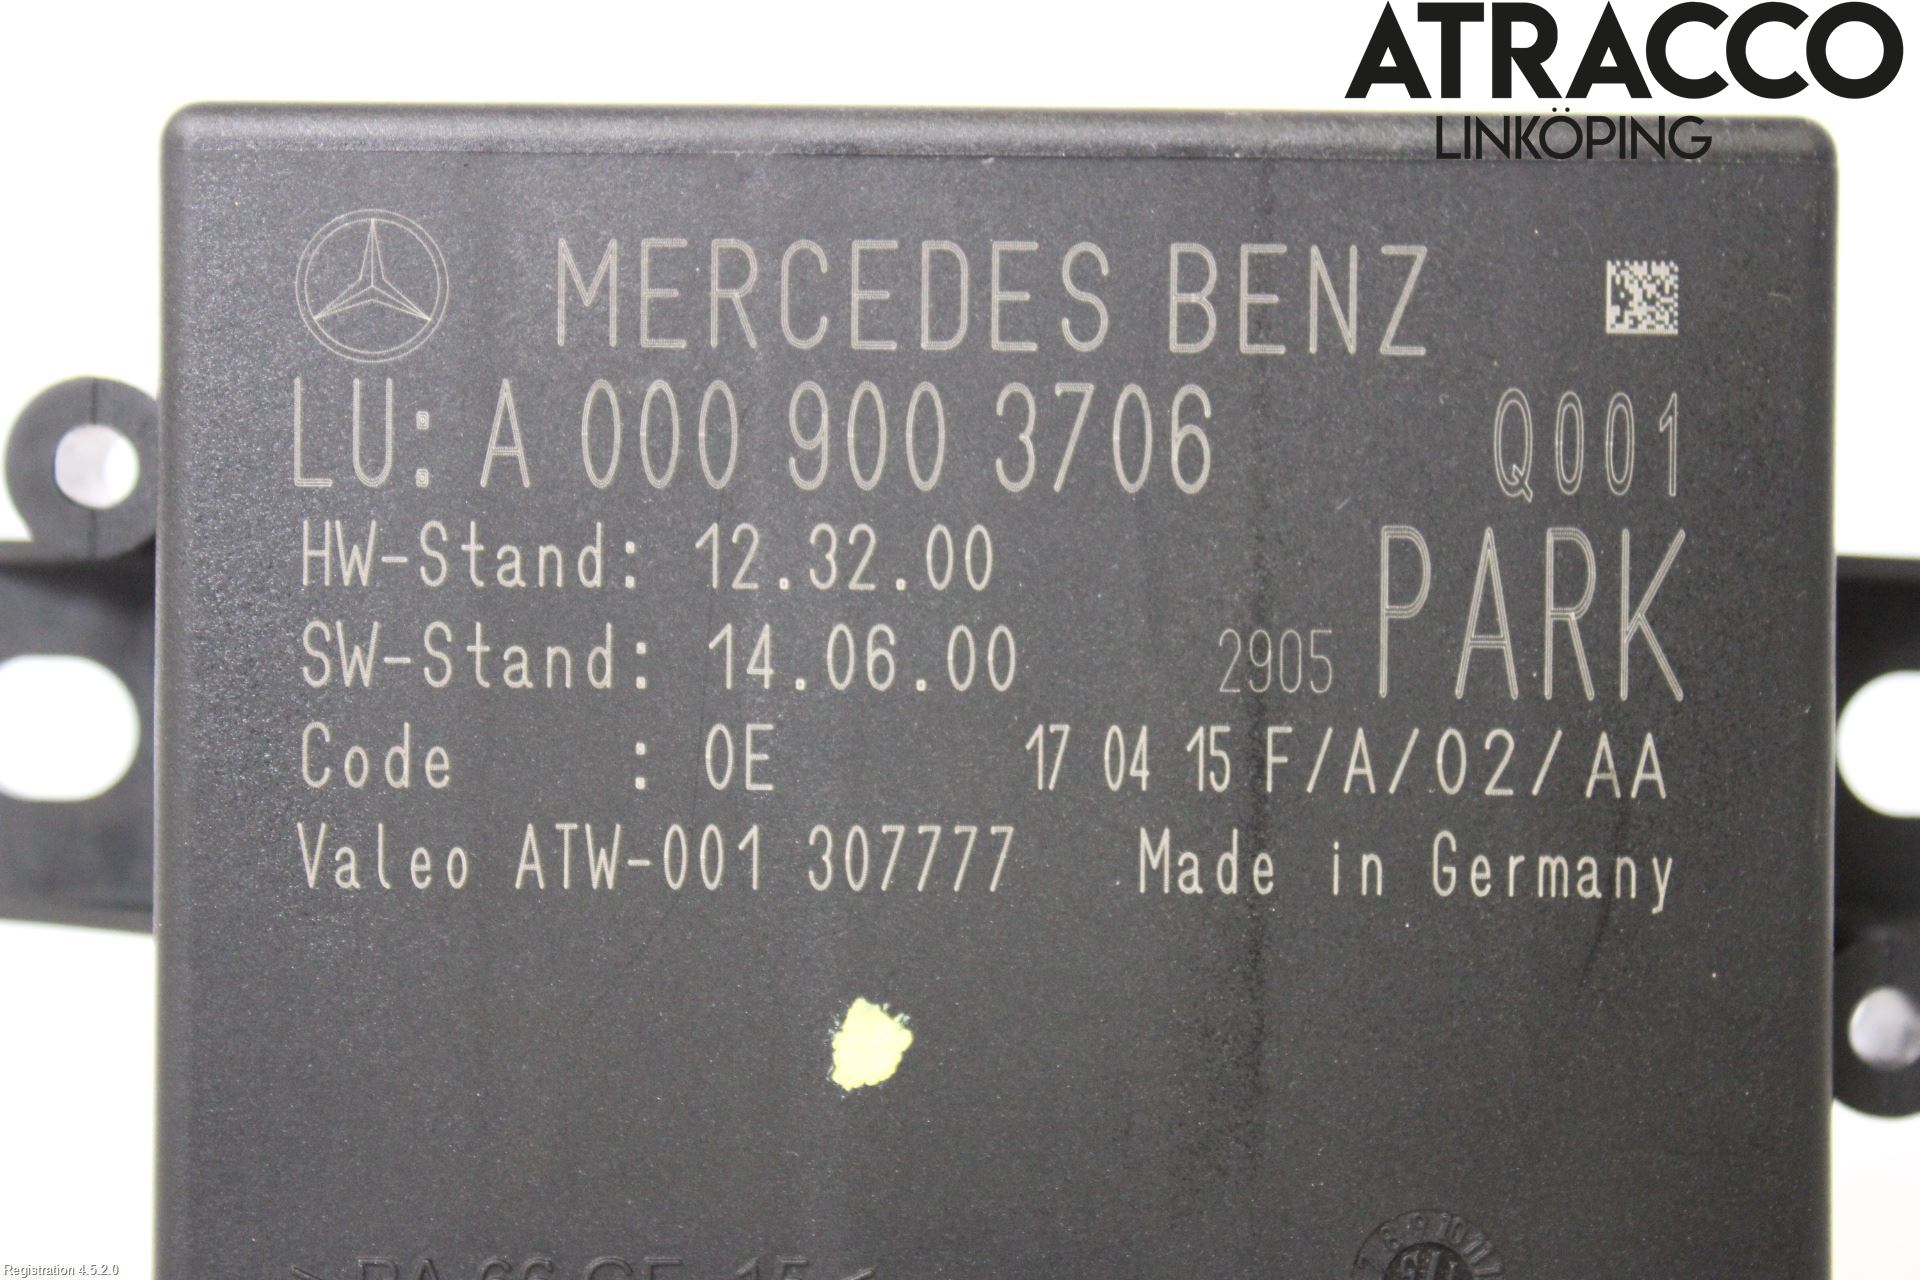 ATRACCO
LINKÖPING
MERCEDES BENZ
LU: A 000 900 3706 Q001
HW-Stand: 12.32.00 PARK
SW-Stand: 14.06.00 2905
Code : 0E 17 04 15 F/A/02/AA
Valeo ATW-001 307777 Made in Germany
Registration 4.5.2.0